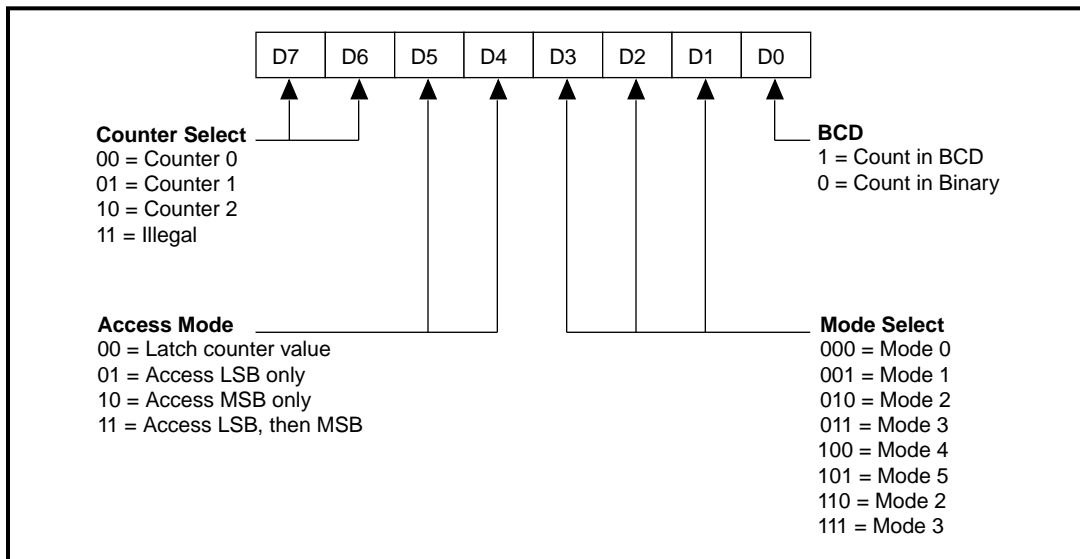 D7 D6 D5 D4 D3 D2 D1 D0
Counter Select
00 = Counter 0
01 = Counter 1
10 = Counter 2
11 = Illegal
BCD
1 = Count in BCD
0 = Count in Binary
Access Mode
00 = Latch counter value
01 = Access LSB only
10 = Access MSB only
11 = Access LSB, then MSB
Mode Select
000 = Mode 0
001 = Mode 1
010 = Mode 2
011 = Mode 3
100 = Mode 4
101 = Mode 5
110 = Mode 2
111 = Mode 3